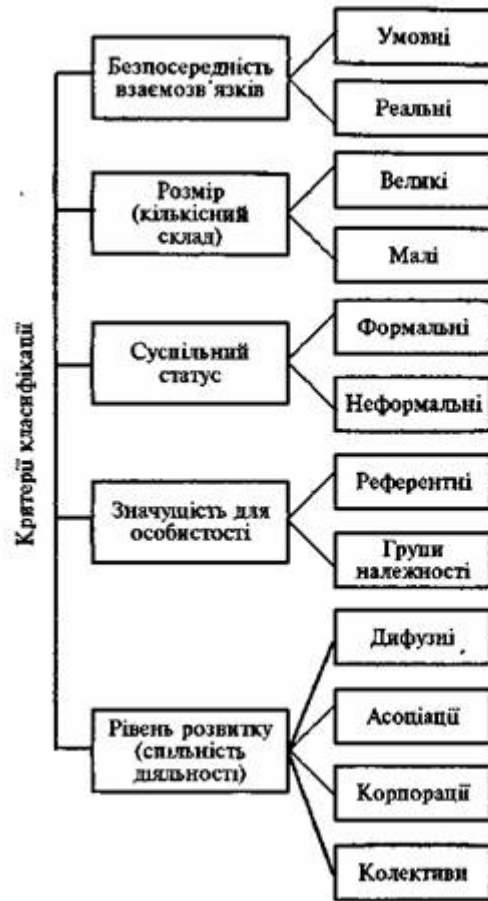 Критерії класифікації
Безпосередність
взаємозв'язків
Умовні
Реальні
Розмір
(кількісний
склад)
Великі
Малі
Суспільний
статус
Формальні
Неформальні
Значущість для
особистості
Референтні
Групи
належності
Рівень розвитку
(спільність
діяльності)
Дифузні
Асоціації
Корпорації
Колективи